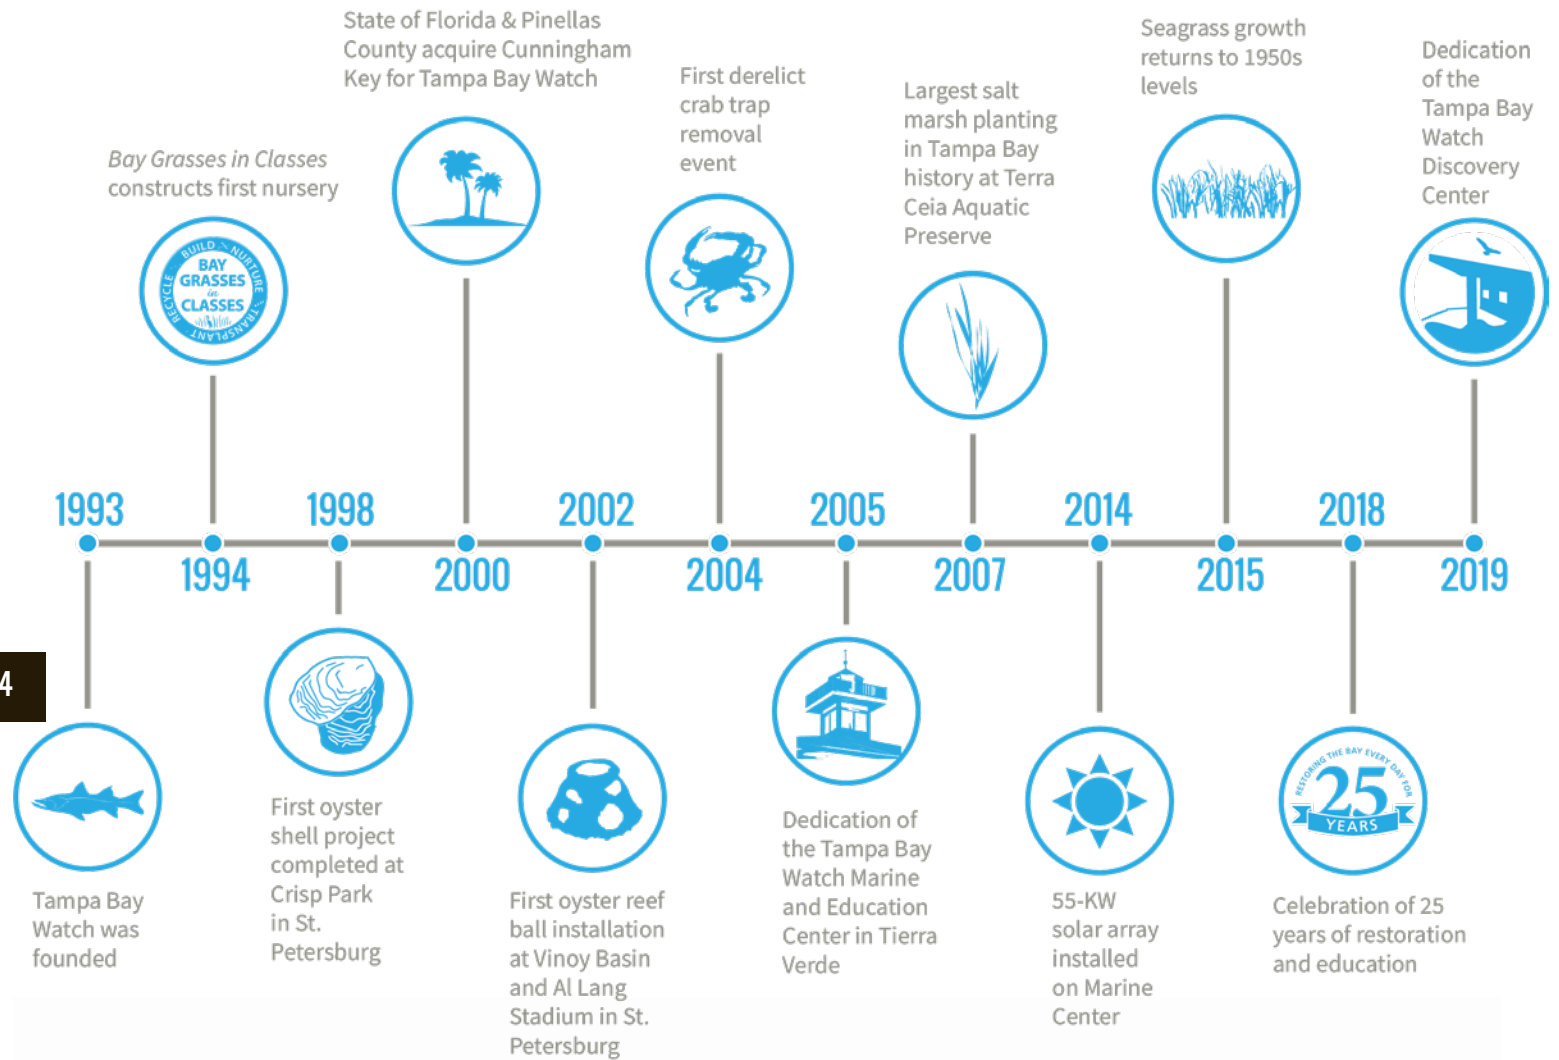 State of Florida & Pinellas
County acquire Cunningham
Key for Tampa Bay Watch
Seagrass growth
returns to 1950s
levels
Dedication
of the
Tampa Bay
Watch
Discovery
Center
First derelict
crab trap
removal
event
Largest salt
marsh planting
in Tampa Bay
history at Terra
Ceia Aquatic
Preserve
Bay Grasses in Classes
constructs first nursery
BUILD NURTURE TRANSPLANT RECYCLE
BAY
GRASSES
in
CLASSES
1993
1998
2002
2005
2014
2018
1994
2000
2004
2007
2015
2019
4
Tampa Bay
Watch was
founded
First oyster
shell project
completed at
Crisp Park
in St.
Petersburg
First oyster reef
ball installation
at Vinoy Basin
and Al Lang
Stadium in St.
Petersburg
Dedication of
the Tampa Bay
Watch Marine
and Education
Center in Tierra
Verde
55-KW
solar array
installed
on Marine
Center
RESTORING THE BAY EVERY DAY FOR
25
YEARS
Celebration of 25
years of restoration
and education